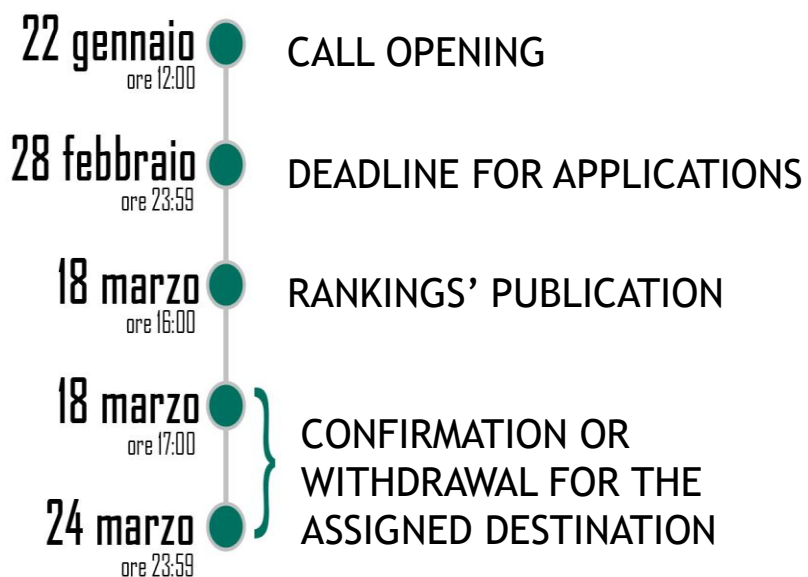 22 gennaio
ore 12:00
CALL OPENING
28 febbraio
ore 23:59
DEADLINE FOR APPLICATIONS
18 marzo
ore 16:00
RANKINGS’ PUBLICATION
18 marzo
ore 17:00
24 marzo
ore 23:59
CONFIRMATION OR
WITHDRAWAL FOR THE
ASSIGNED DESTINATION